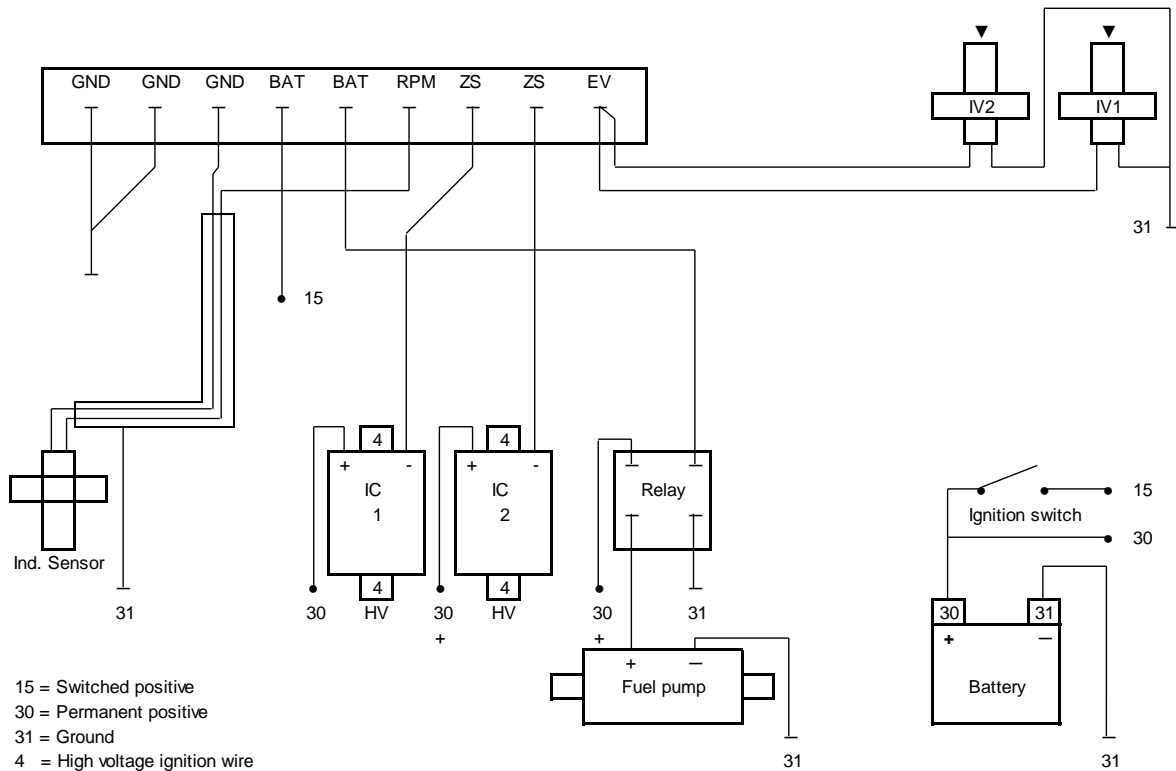 GND GND GND BAT BAT RPM ZS ZS EV
IV2 IV1
31
15
4 4
+ - + -
IC IC Relay
1 2
15
Ignition switch
30
Ind. Sensor
4 4
31 30 HV 30 HV 30 31 30 31
+ + + —
+ —
Fuel pump Battery
15 = Switched positive
30 = Permanent positive
31 = Ground
4 = High voltage ignition wire
31 31